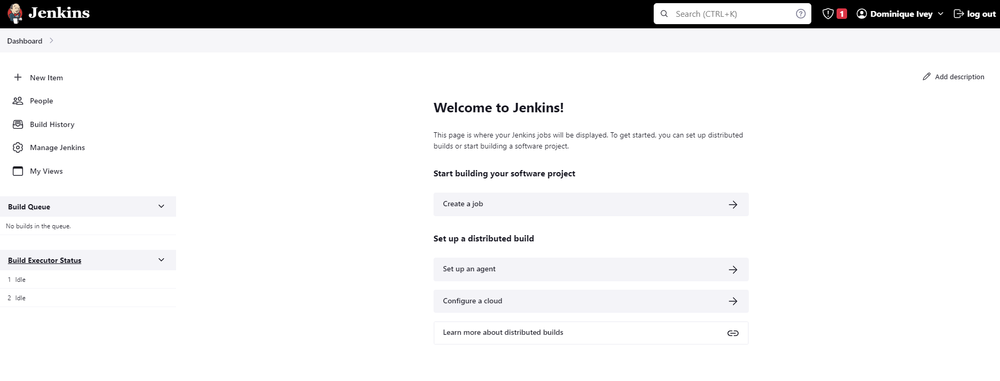 Jenkins
Search (CTRL+K)
1
Dominique Ivey
log out
Dashboard
New Item
People
Build History
Manage Jenkins
My Views
Build Queue
No builds in the queue.
Build Executor Status
1 Idle
2 Idle
Add description
Welcome to Jenkins!
This page is where your Jenkins jobs will be displayed. To get started, you can set up distributed
builds or start building a software project.
Start building your software project
Create a job
Set up a distributed build
Set up an agent
Configure a cloud
Learn more about distributed builds